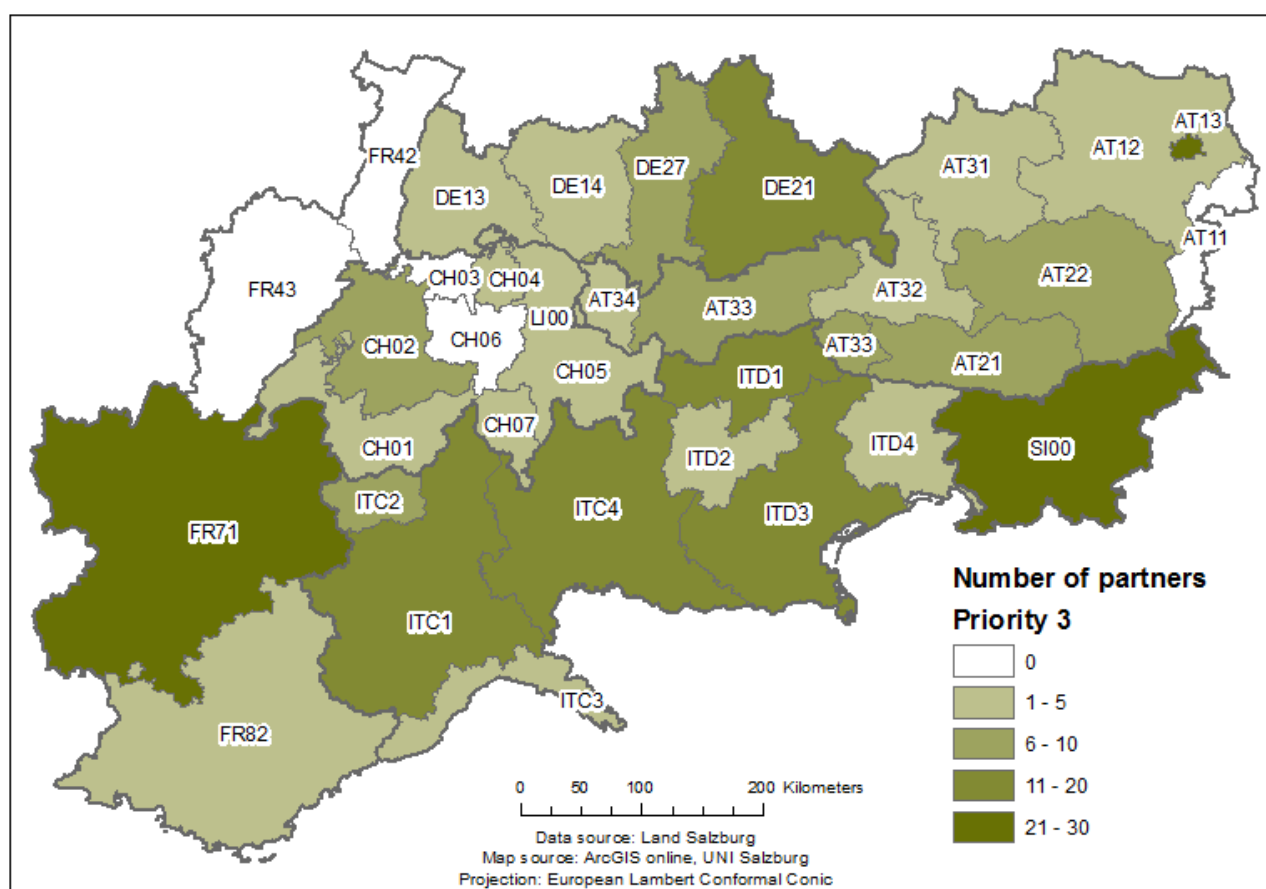 FR42
AT13
AT12
DE27
AT31
DE14
DE21
DE13
AT11
CH03
CH04
FR43
AT34
AT33
AT32
AT22
LI00
CH06
CH02
AT33
AT21
CH05
ITD1
CH07
CH01
ITD2
ITD4
SI00
ITC2
ITC4
ITD3
FR71
ITC1
ITC3
FR82
Number of partners
Priority 3
0
1 - 5
6 - 10
11 - 20
21 - 30
0 50 100 200 Kilometers
Data source: Land Salzburg
Map source: ArcGIS online, UNI Salzburg
Projection: European Lambert Conformal Conic